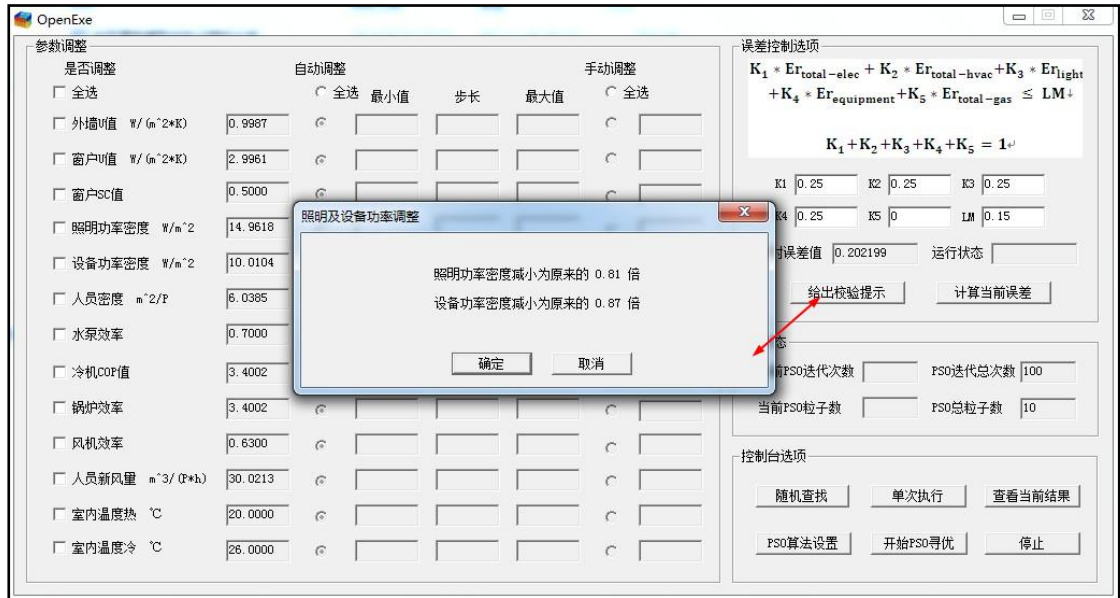 OpenExe
参数调整
是否调整 自动调整 手动调整
全选 全选 最小值 步长 最大值 全选
外墙U值 W/(m^2*K) 0.9987
窗户U值 W/(m^2*K) 2.9961
窗户SC值 0.5000
照明功率密度 W/m^2 14.9618
设备功率密度 W/m^2 10.0104
人员密度 m^2/P 6.0385
水泵效率 0.7000
冷机COP值 3.4002
锅炉效率 3.4002
风机效率 0.6300
人员新风量 m^3/(P*h) 30.0213
室内温度热 ℃ 20.0000
室内温度冷 ℃ 26.0000
照明及设备功率调整
照明功率密度减小为原来的 0.81 倍
设备功率密度减小为原来的 0.87 倍
确定 取消
误差控制选项
K₁ * Er_total-elec + K₂ * Er_total-hvac+K₃ * Er_light
+K₄ * Er_equipment+K₅ * Er_total-gas ≤ LM↓
K₁+K₂+K₃+K₄+K₅ = 1↵
K1 0.25 K2 0.25 K3 0.25
K4 0.25 K5 0 LM 0.15
误差值 0.202199 运行状态
给出校验提示 计算当前误差
态
前PSO迭代次数 PSO迭代总次数 100
当前PSO粒子数 PSO总粒子数 10
控制台选项
随机查找 单次执行 查看当前结果
PSO算法设置 开始PSO寻优 停止